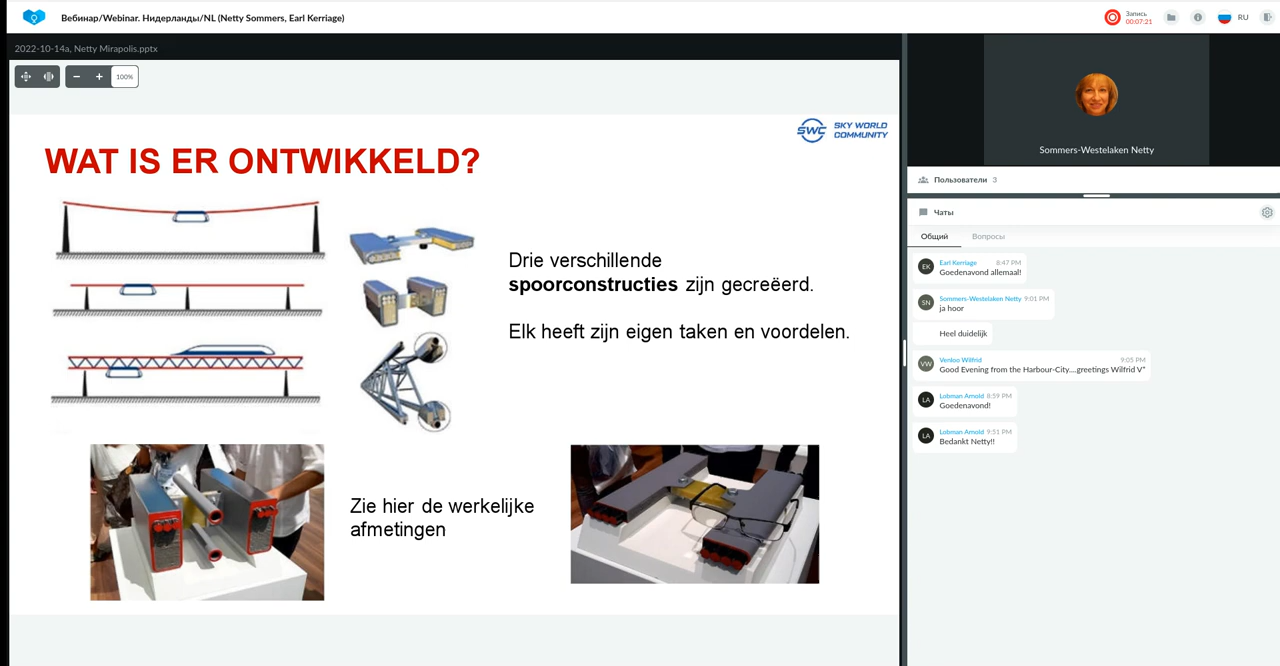 Вебинар/Webinar. Нидерланды/NL (Netty Sommers, Earl Kerriage)
Запись
00:07:21
RU
2022-10-14a, Netty Mirapolis.pptx
100%
SWC SKY WORLD
COMMUNITY
WAT IS ER ONTWIKKELD?
Drie verschillende
spoorconstructies zijn gecreëerd.
Elk heeft zijn eigen taken en voordelen.
Zie hier de werkelijke
afmetingen
Sommers-Westelaken Netty
Пользователи 3
Чаты
Общий Вопросы
EK Earl Kerriage 8:47 PM
Goedenavond allemaal!
SN Sommers-Westelaken Netty 9:01 PM
ja hoor
Heel duidelijk
VW Venloo Wilfrid 9:05 PM
Good Evening from the Harbour-City....greetings Wilfrid V"
LA Lobman Arnold 8:59 PM
Goedenavond!
LA Lobman Arnold 9:51 PM
Bedankt Netty!!